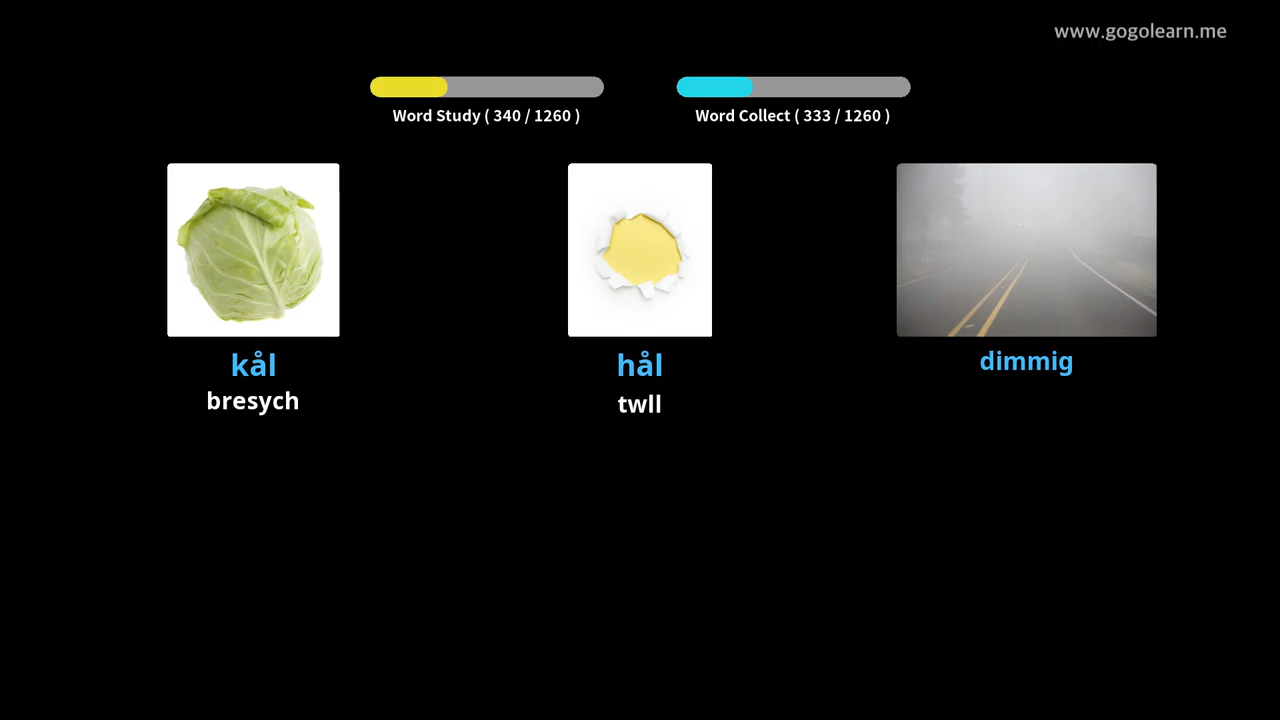 www.gogolearn.me
Word Study ( 340 / 1260 )
Word Collect ( 333 / 1260 )
kål
hål
dimmig
bresych
twll